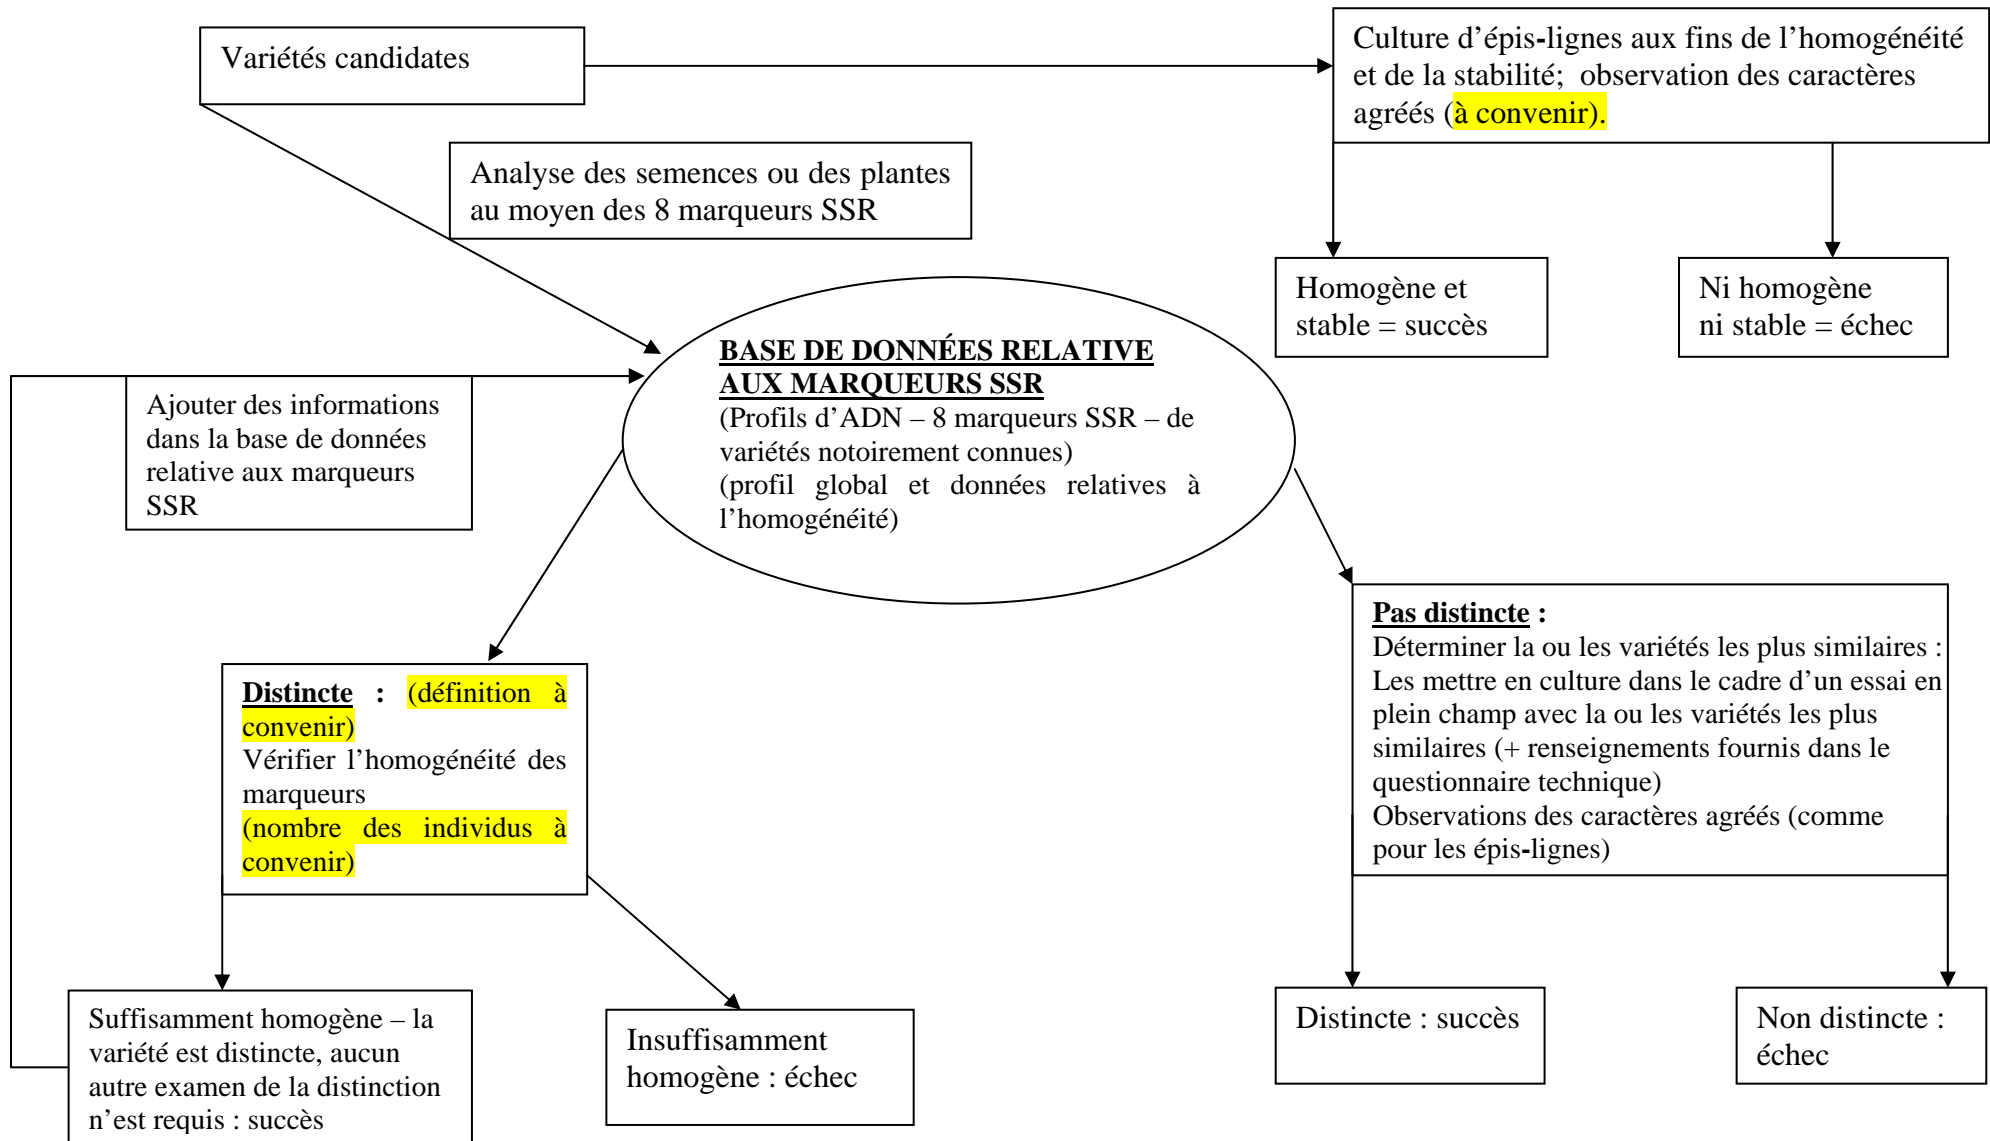 Variétés candidates
Culture d’épis-lignes aux fins de l’homogénéité
et de la stabilité;  observation des caractères
agréés (à convenir).
Analyse des semences ou des plantes
au moyen des 8 marqueurs SSR
Homogène et
stable = succès
Ni homogène
ni stable = échec
BASE DE DONNÉES RELATIVE
AUX MARQUEURS SSR
(Profils d’ADN – 8 marqueurs SSR – de
variétés notoirement connues)
(profil global et données relatives à
l’homogénéité)
Ajouter des informations
dans la base de données
relative aux marqueurs
SSR
Distincte : (définition à
convenir)
Vérifier l’homogénéité des
marqueurs
(nombre des individus à
convenir)
Pas distincte :
Déterminer la ou les variétés les plus similaires :
Les mettre en culture dans le cadre d’un essai en
plein champ avec la ou les variétés les plus
similaires (+ renseignements fournis dans le
questionnaire technique)
Observations des caractères agréés (comme
pour les épis-lignes)
Suffisamment homogène – la
variété est distincte, aucun
autre examen de la distinction
n’est requis : succès
Insuffisamment
homogène : échec
Distincte : succès
Non distincte :
échec